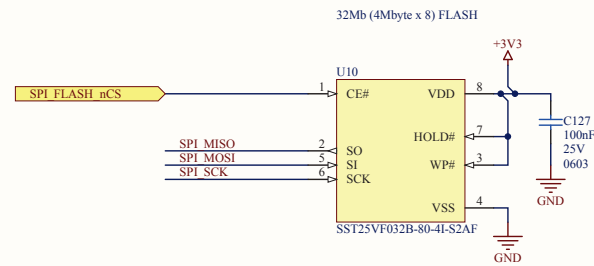 32Mb (4Mbyte x 8) FLASH
+3V3
U10
SPI_FLASH_nCS
1
CE#
VDD
8
C127
100nF
25V
0603
HOLD#
7
SPI_MISO
2
SO
SPI_MOSI
5
SI
WP#
3
SPI_SCK
6
SCK
VSS
4
GND
SST25VF032B-80-4I-S2AF
GND